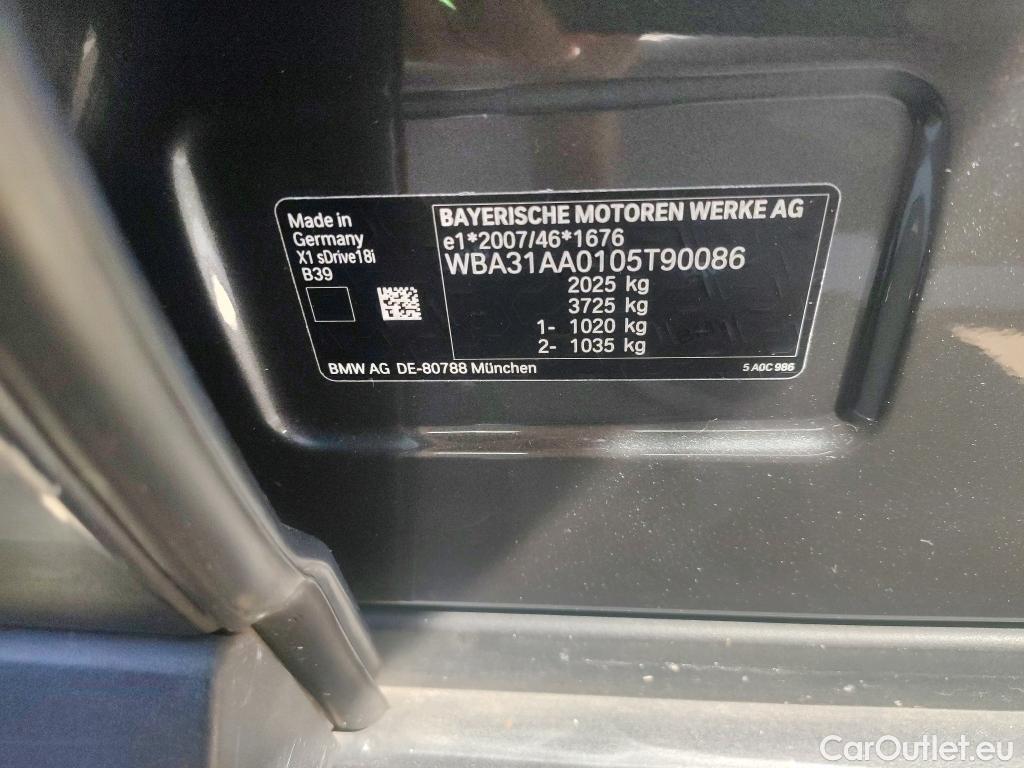 Made in
Germany
X1 sDrive18i
B39
BAYERISCHE MOTOREN WERKE AG
e1*2007/46*1676
WBA31AA0105T90086
2025 kg
3725 kg
1- 1020 kg
2- 1035 kg
BMW AG DE-80788 München
5 A0C 986
CarOutlet.eu